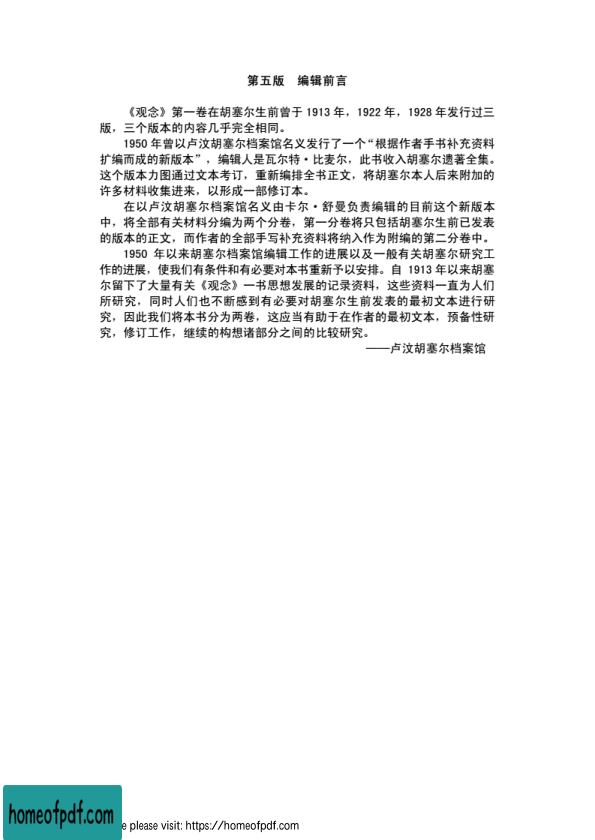 第五版 编辑前言
《观念》第一卷在胡塞尔生前曾于 1913 年，1922 年，1928 年发行过三
版，三个版本的内容几乎完全相同。
1950 年曾以卢汶胡塞尔档案馆名义发行了一个“根据作者手书补充资料
扩编而成的新版本”，编辑人是瓦尔特·比麦尔，此书收入胡塞尔遗著全集。
这个版本力图通过文本考订，重新编排全书正文，将胡塞尔本人后来附加的
许多材料收集进来，以形成一部修订本。
在以卢汶胡塞尔档案馆名义由卡尔·舒曼负责编辑的目前这个新版本
中，将全部有关材料分编为两个分卷，第一分卷将只包括胡塞尔生前已发表
的版本的正文，而作者的全部手写补充资料将纳入作为附编的第二分卷中。
1950 年以来胡塞尔档案馆编辑工作的进展以及一般有关胡塞尔研究工
作的进展，使我们有条件和有必要对本书重新予以安排。自 1913 年以来胡塞
尔留下了大量有关《观念》一书思想发展的记录资料，这些资料一直为人们
所研究，同时人们也不断感到有必要对胡塞尔生前发表的最初文本进行研
究，因此我们将本书分为两卷，这应当有助于在作者的最初文本，预备性研
究，修订工作，继续的构想诸部分之间的比较研究。
——卢汶胡塞尔档案馆
homeofpdf.com
e please visit: https://homeofpdf.com